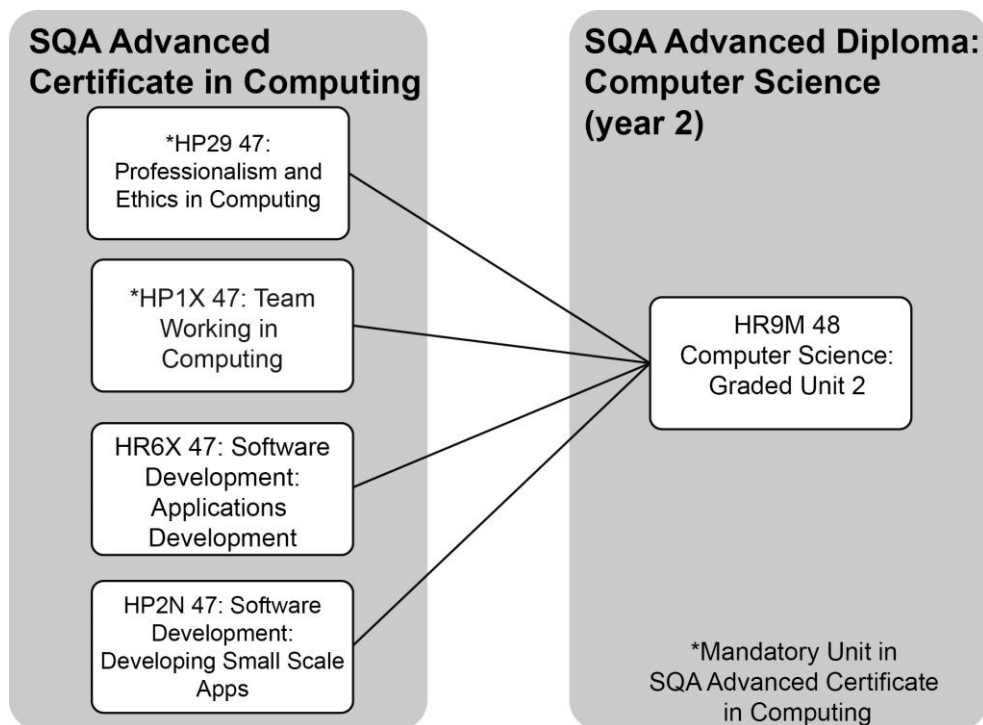 SQA Advanced
Certificate in Computing
*HP29 47:
Professionalism and
Ethics in Computing
*HP1X 47: Team
Working in
Computing
HR6X 47: Software
Development:
Applications
Development
HP2N 47: Software
Development:
Developing Small Scale
Apps
SQA Advanced Diploma:
Computer Science
(year 2)
HR9M 48
Computer Science:
Graded Unit 2
*Mandatory Unit in
SQA Advanced Certificate
in Computing